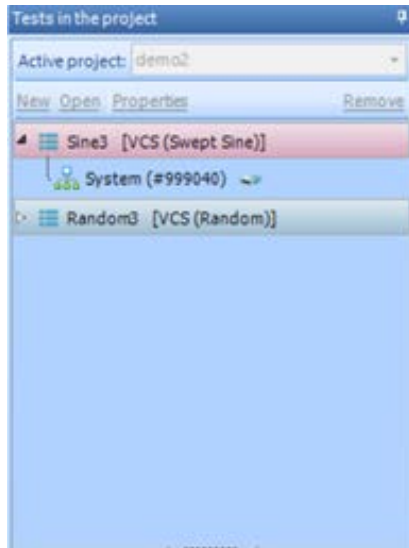 Tests in the project
Active project: demo2
New Open Properties Remove
Sine3 [VCS (Swept Sine)]
System (#999040)
Random3 [VCS (Random)]